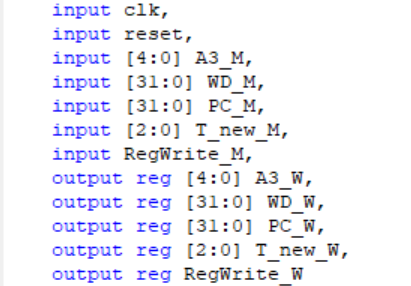 input clk,
input reset,
input [4:0] A3_M,
input [31:0] WD_M,
input [31:0] PC_M,
input [2:0] T_new_M,
input RegWrite_M,
output reg [4:0] A3_W,
output reg [31:0] WD_W,
output reg [31:0] PC_W,
output reg [2:0] T_new_W,
output reg RegWrite_W